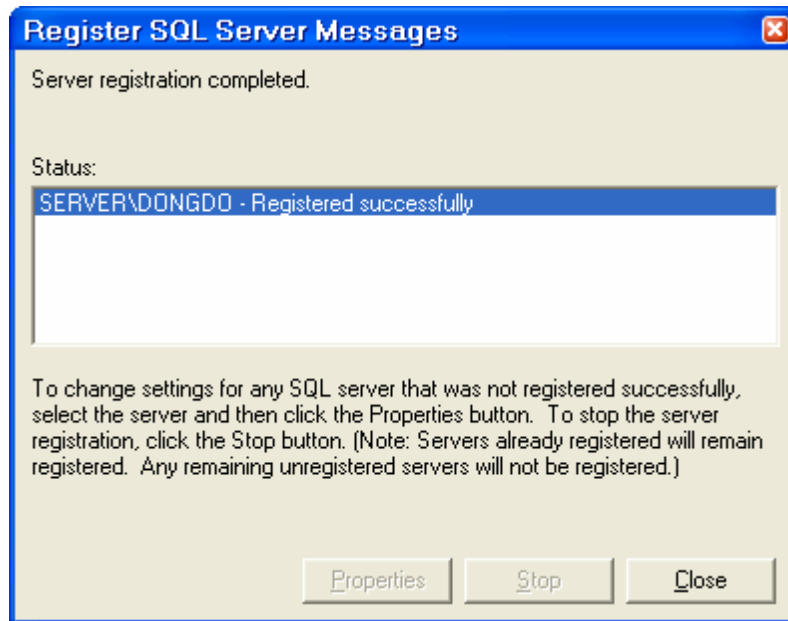 Register SQL Server Messages
Server registration completed.
Status:
SERVER\DONGDO - Registered successfully
To change settings for any SQL server that was not registered successfully,
select the server and then click the Properties button.  To stop the server
registration, click the Stop button. (Note: Servers already registered will remain
registered.  Any remaining unregistered servers will not be registered.)
Properties
Stop
Close